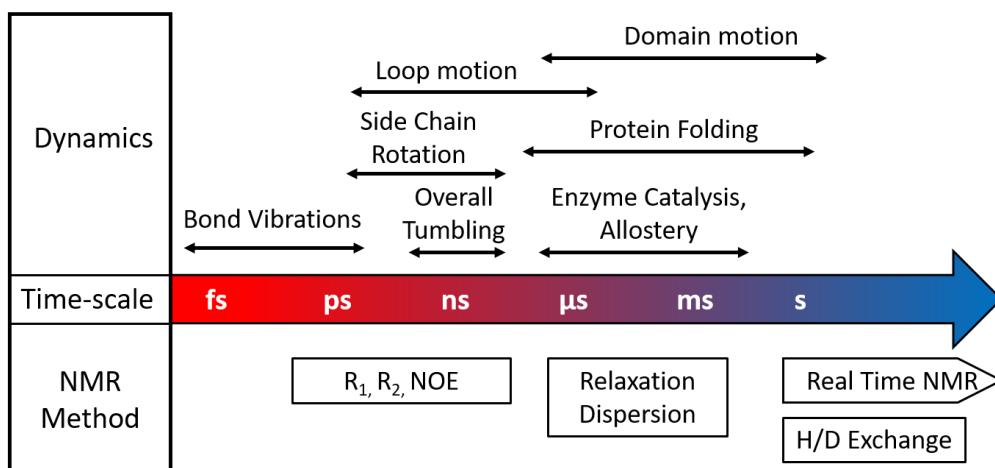 Domain motion
Loop motion
Dynamics
Side Chain
Rotation
Protein Folding
Bond Vibrations
Overall
Tumbling
Enzyme Catalysis,
Allostery
Time-scale
fs
ps
ns
µs
ms
s
NMR
Method
R₁, R₂, NOE
Relaxation
Dispersion
Real Time NMR
H/D Exchange